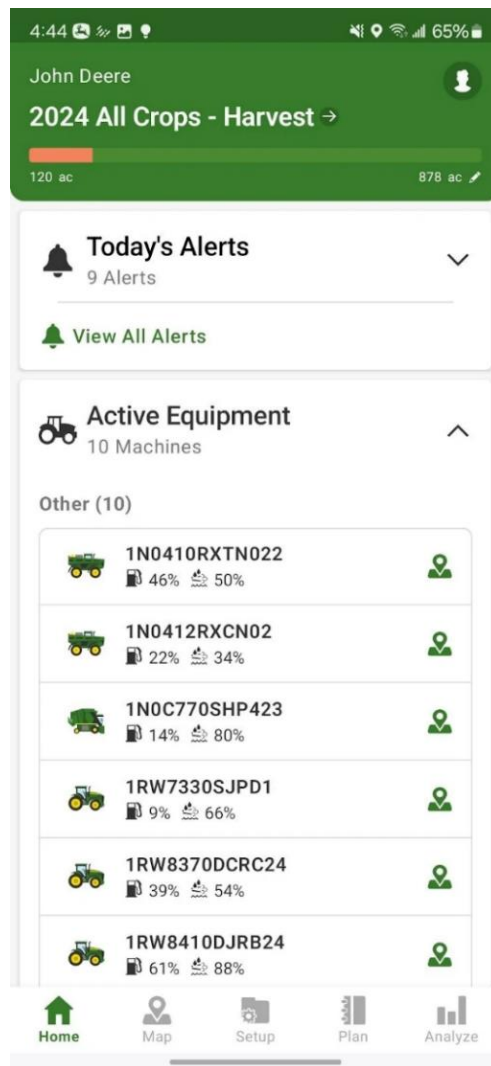 4:44 65%
John Deere
2024 All Crops - Harvest →
120 ac 878 ac
Today's Alerts
9 Alerts
View All Alerts
Active Equipment
10 Machines
Other (10)
1N0410RXTN022
46% 50%
1N0412RXCN02
22% 34%
1N0C770SHP423
14% 80%
1RW7330SJPD1
9% 66%
1RW8370DCRC24
39% 54%
1RW8410DJRB24
61% 88%
Home Map Setup Plan Analyze